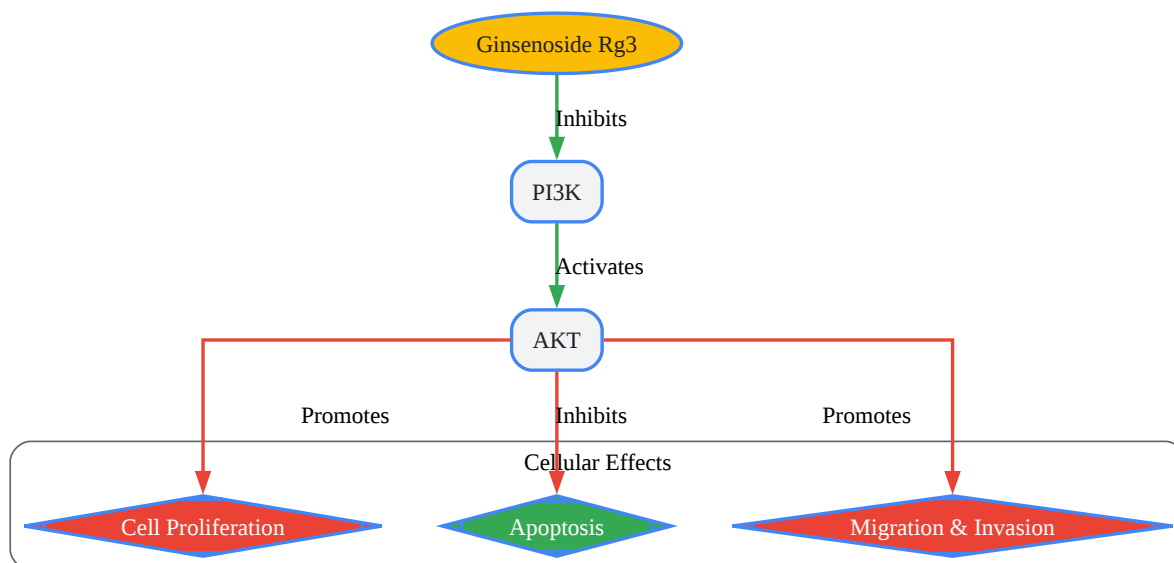 Ginsenoside Rg3
Inhibits
PI3K
Activates
AKT
Promotes
Inhibits
Promotes
Cellular Effects
Cell Proliferation
Apoptosis
Migration & Invasion